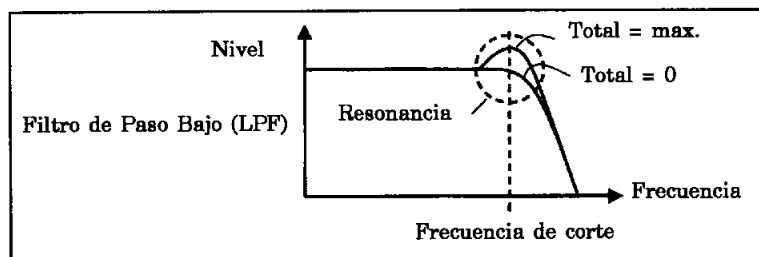 Nivel
Total = max.
Total = 0
Filtro de Paso Bajo (LPF)
Resonancia
Frecuencia
Frecuencia de corte